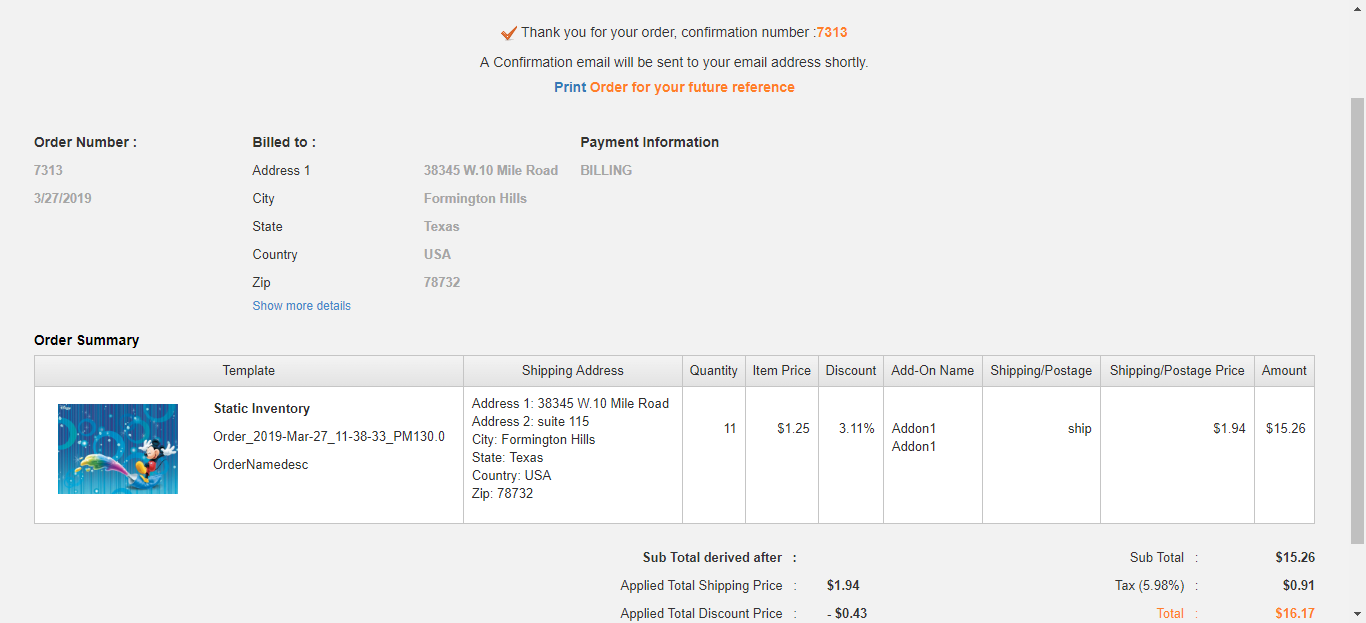 Thank you for your order, confirmation number :7313
A Confirmation email will be sent to your email address shortly.
Print Order for your future reference
Order Number :
7313
3/27/2019
Billed to :
Address 1 38345 W.10 Mile Road
City Formington Hills
State Texas
Country USA
Zip 78732
Show more details
Payment Information
BILLING
Order Summary
Template Shipping Address Quantity Item Price Discount Add-On Name Shipping/Postage Shipping/Postage Price Amount
Static Inventory
Order_2019-Mar-27_11-38-33_PM130.0
OrderNamedesc
Address 1: 38345 W.10 Mile Road
Address 2: suite 115
City: Formington Hills
State: Texas
Country: USA
Zip: 78732
11 $1.25 3.11% Addon1 ship $1.94 $15.26
Addon1
Sub Total derived after :
Applied Total Shipping Price : $1.94
Applied Total Discount Price : - $0.43
Sub Total : $15.26
Tax (5.98%) : $0.91
Total : $16.17